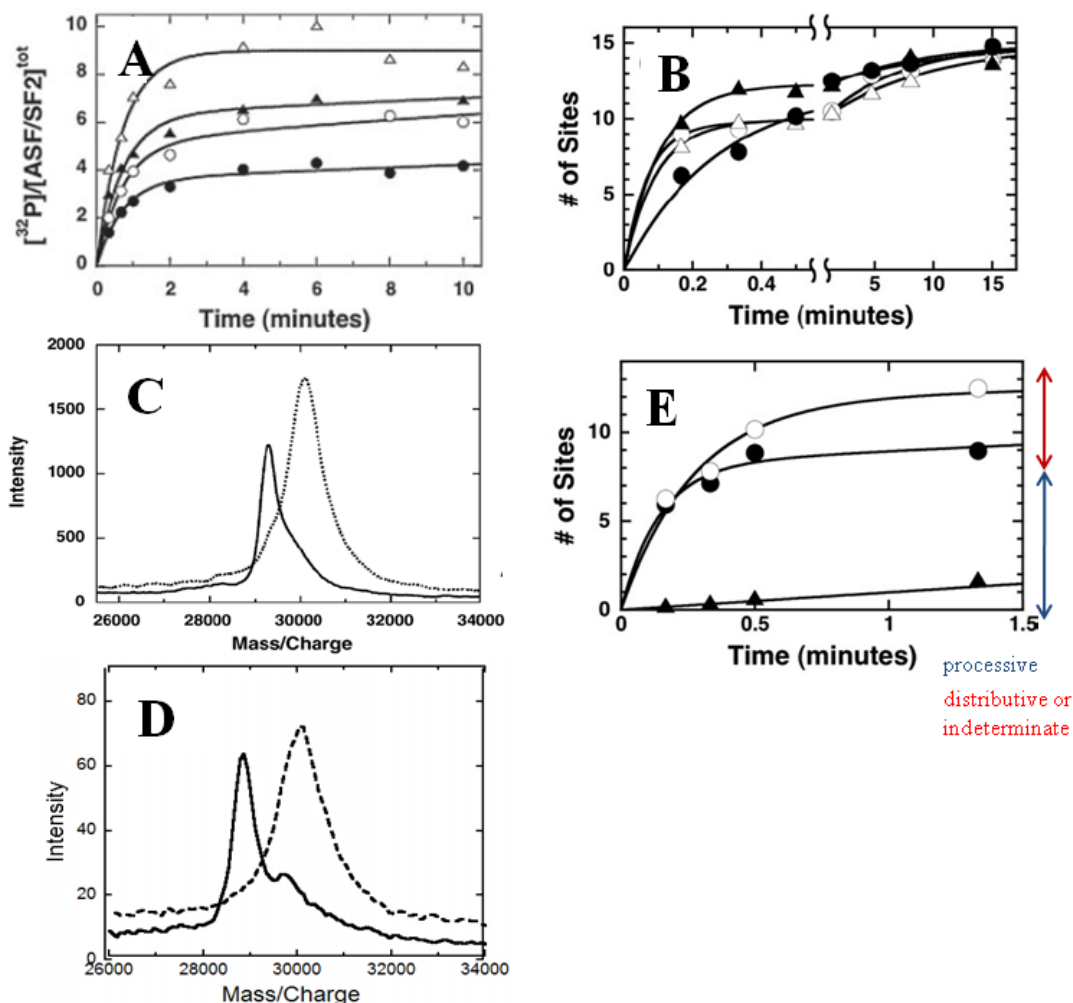 A
10
8
6
4
2
0
[³²P]/[ASF/SF2]ᵗᵒᵗ
0 2 4 6 8 10
Time (minutes)
B
15
10
5
0
# of Sites
0 0.2 0.4 5 10 15
Time (minutes)
C
2000
1500
1000
500
0
Intensity
26000 28000 30000 32000 34000
Mass/Charge
E
10
5
0
# of Sites
0 0.5 1 1.5
Time (minutes)
processive
distributive or
indeterminate
D
80
60
40
20
0
Intensity
26000 28000 30000 32000 34000
Mass/Charge